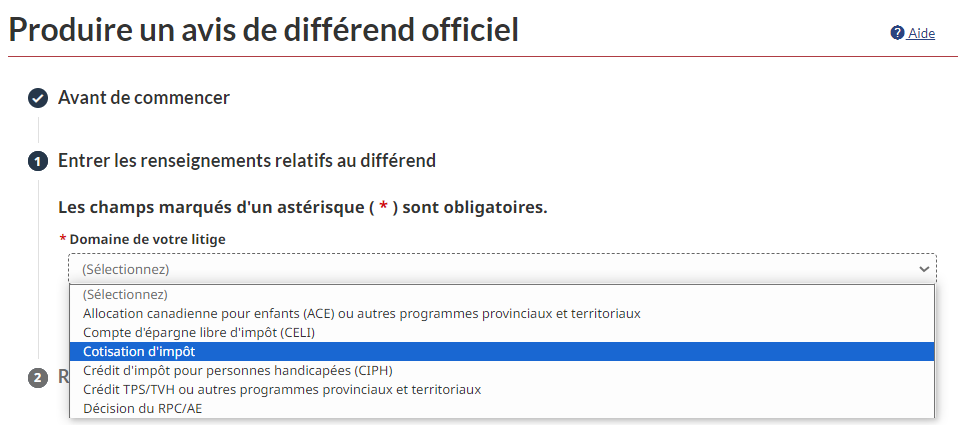 Produire un avis de différend officiel
? Aide
Avant de commencer
1 Entrer les renseignements relatifs au différend
Les champs marqués d'un astérisque ( * ) sont obligatoires.
* Domaine de votre litige
(Sélectionnez)
(Sélectionnez)
Allocation canadienne pour enfants (ACE) ou autres programmes provinciaux et territoriaux
Compte d'épargne libre d'impôt (CELI)
Cotisation d'impôt
Crédit d'impôt pour personnes handicapées (CIPH)
2 R
Crédit TPS/TVH ou autres programmes provinciaux et territoriaux
Décision du RPC/AE